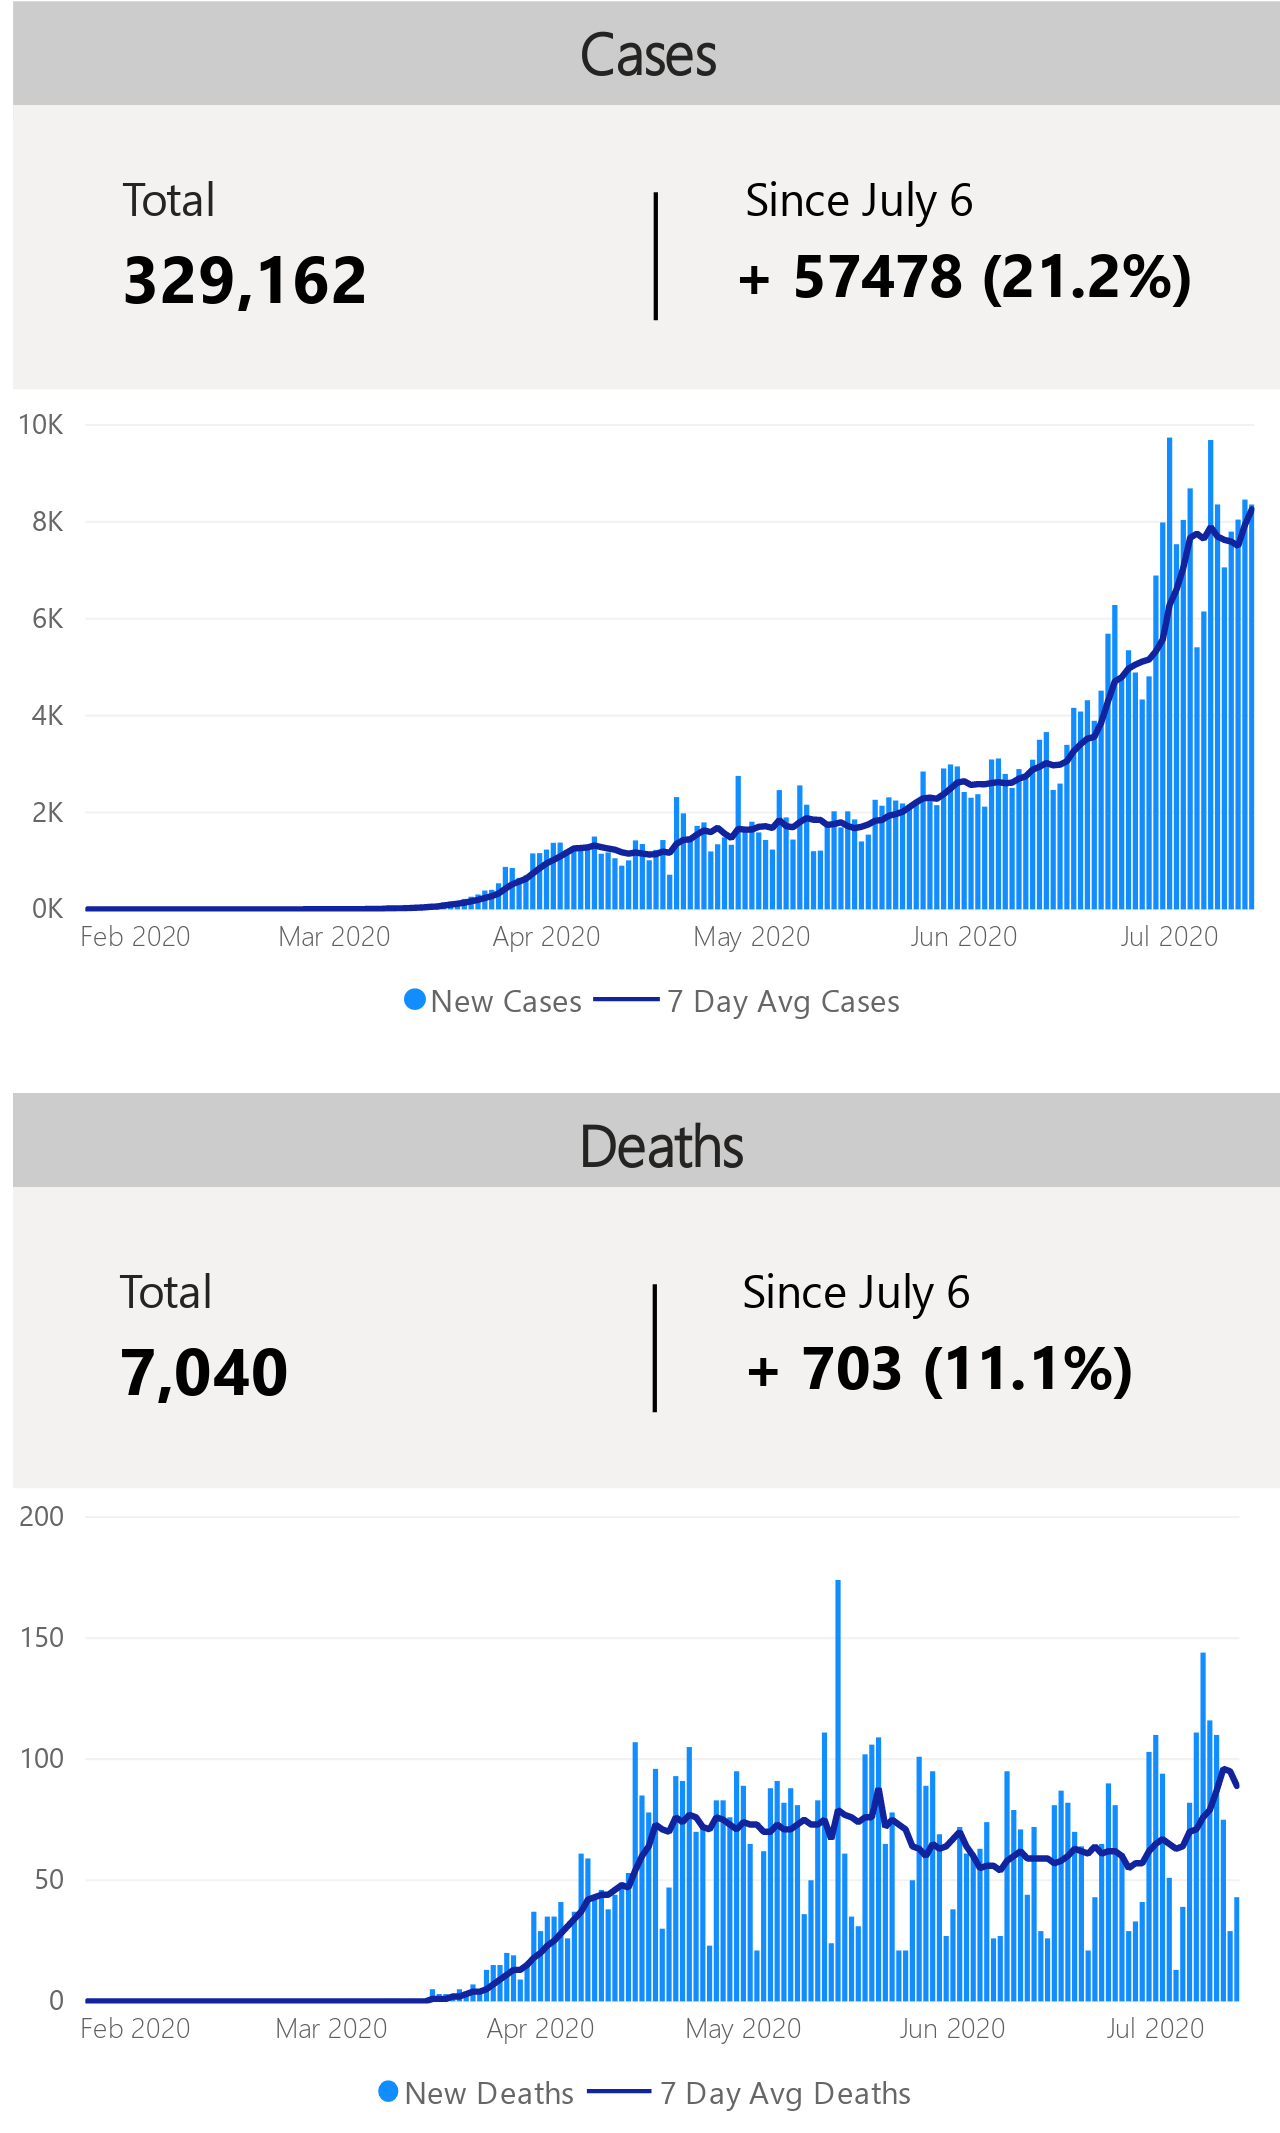 Cases
Total
Since July 6
329,162
+ 57478 (21.2%)
10K
8K
6K
4K
2K
0K
Feb 2020
Mar 2020
Apr 2020
May 2020
Jun 2020
Jul 2020
New Cases
7 Day Avg Cases
Deaths
Total
Since July 6
7,040
+ 703 (11.1%)
200
150
100
50
0
Feb 2020
Mar 2020
Apr 2020
May 2020
Jun 2020
Jul 2020
New Deaths
7 Day Avg Deaths